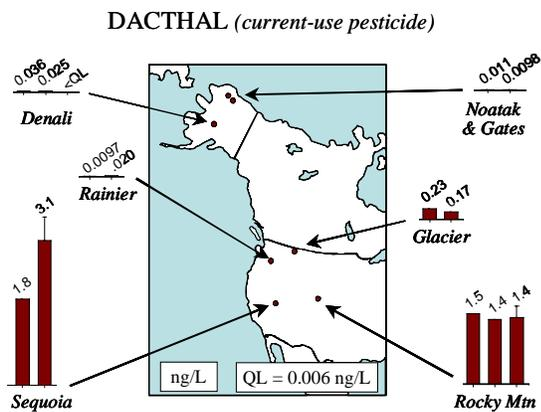 DACTHAL (current-use pesticide)
0.036 0.025 <QL
Denali
0.011 0.0098
Noatak
& Gates
0.0097 .020
Rainier
0.23 0.17
Glacier
1.8 3.1
Sequoia
1.5 1.4 1.4
Rocky Mtn
ng/L
QL = 0.006 ng/L